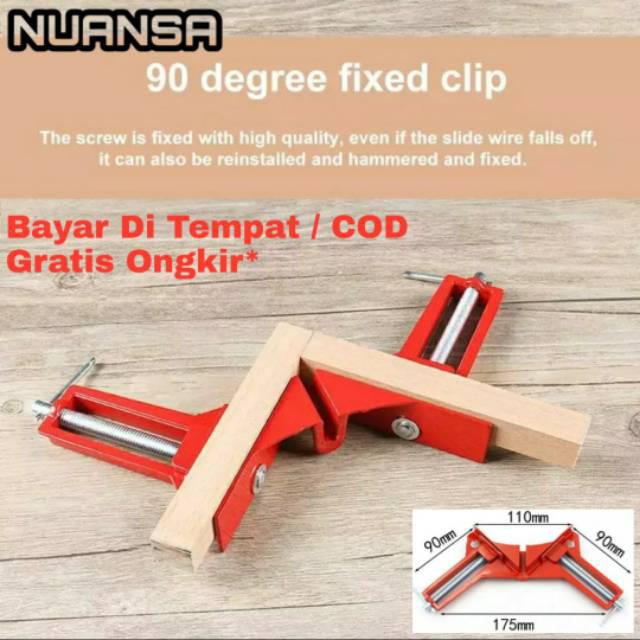 NUANSA
90 degree fixed clip
The screw is fixed with high quality, even if the slide wire falls off,
it can also be reinstalled and hammered and fixed.
Bayar Di Tempat / COD
Gratis Ongkir*
110mm
90mm
90mm
175mm